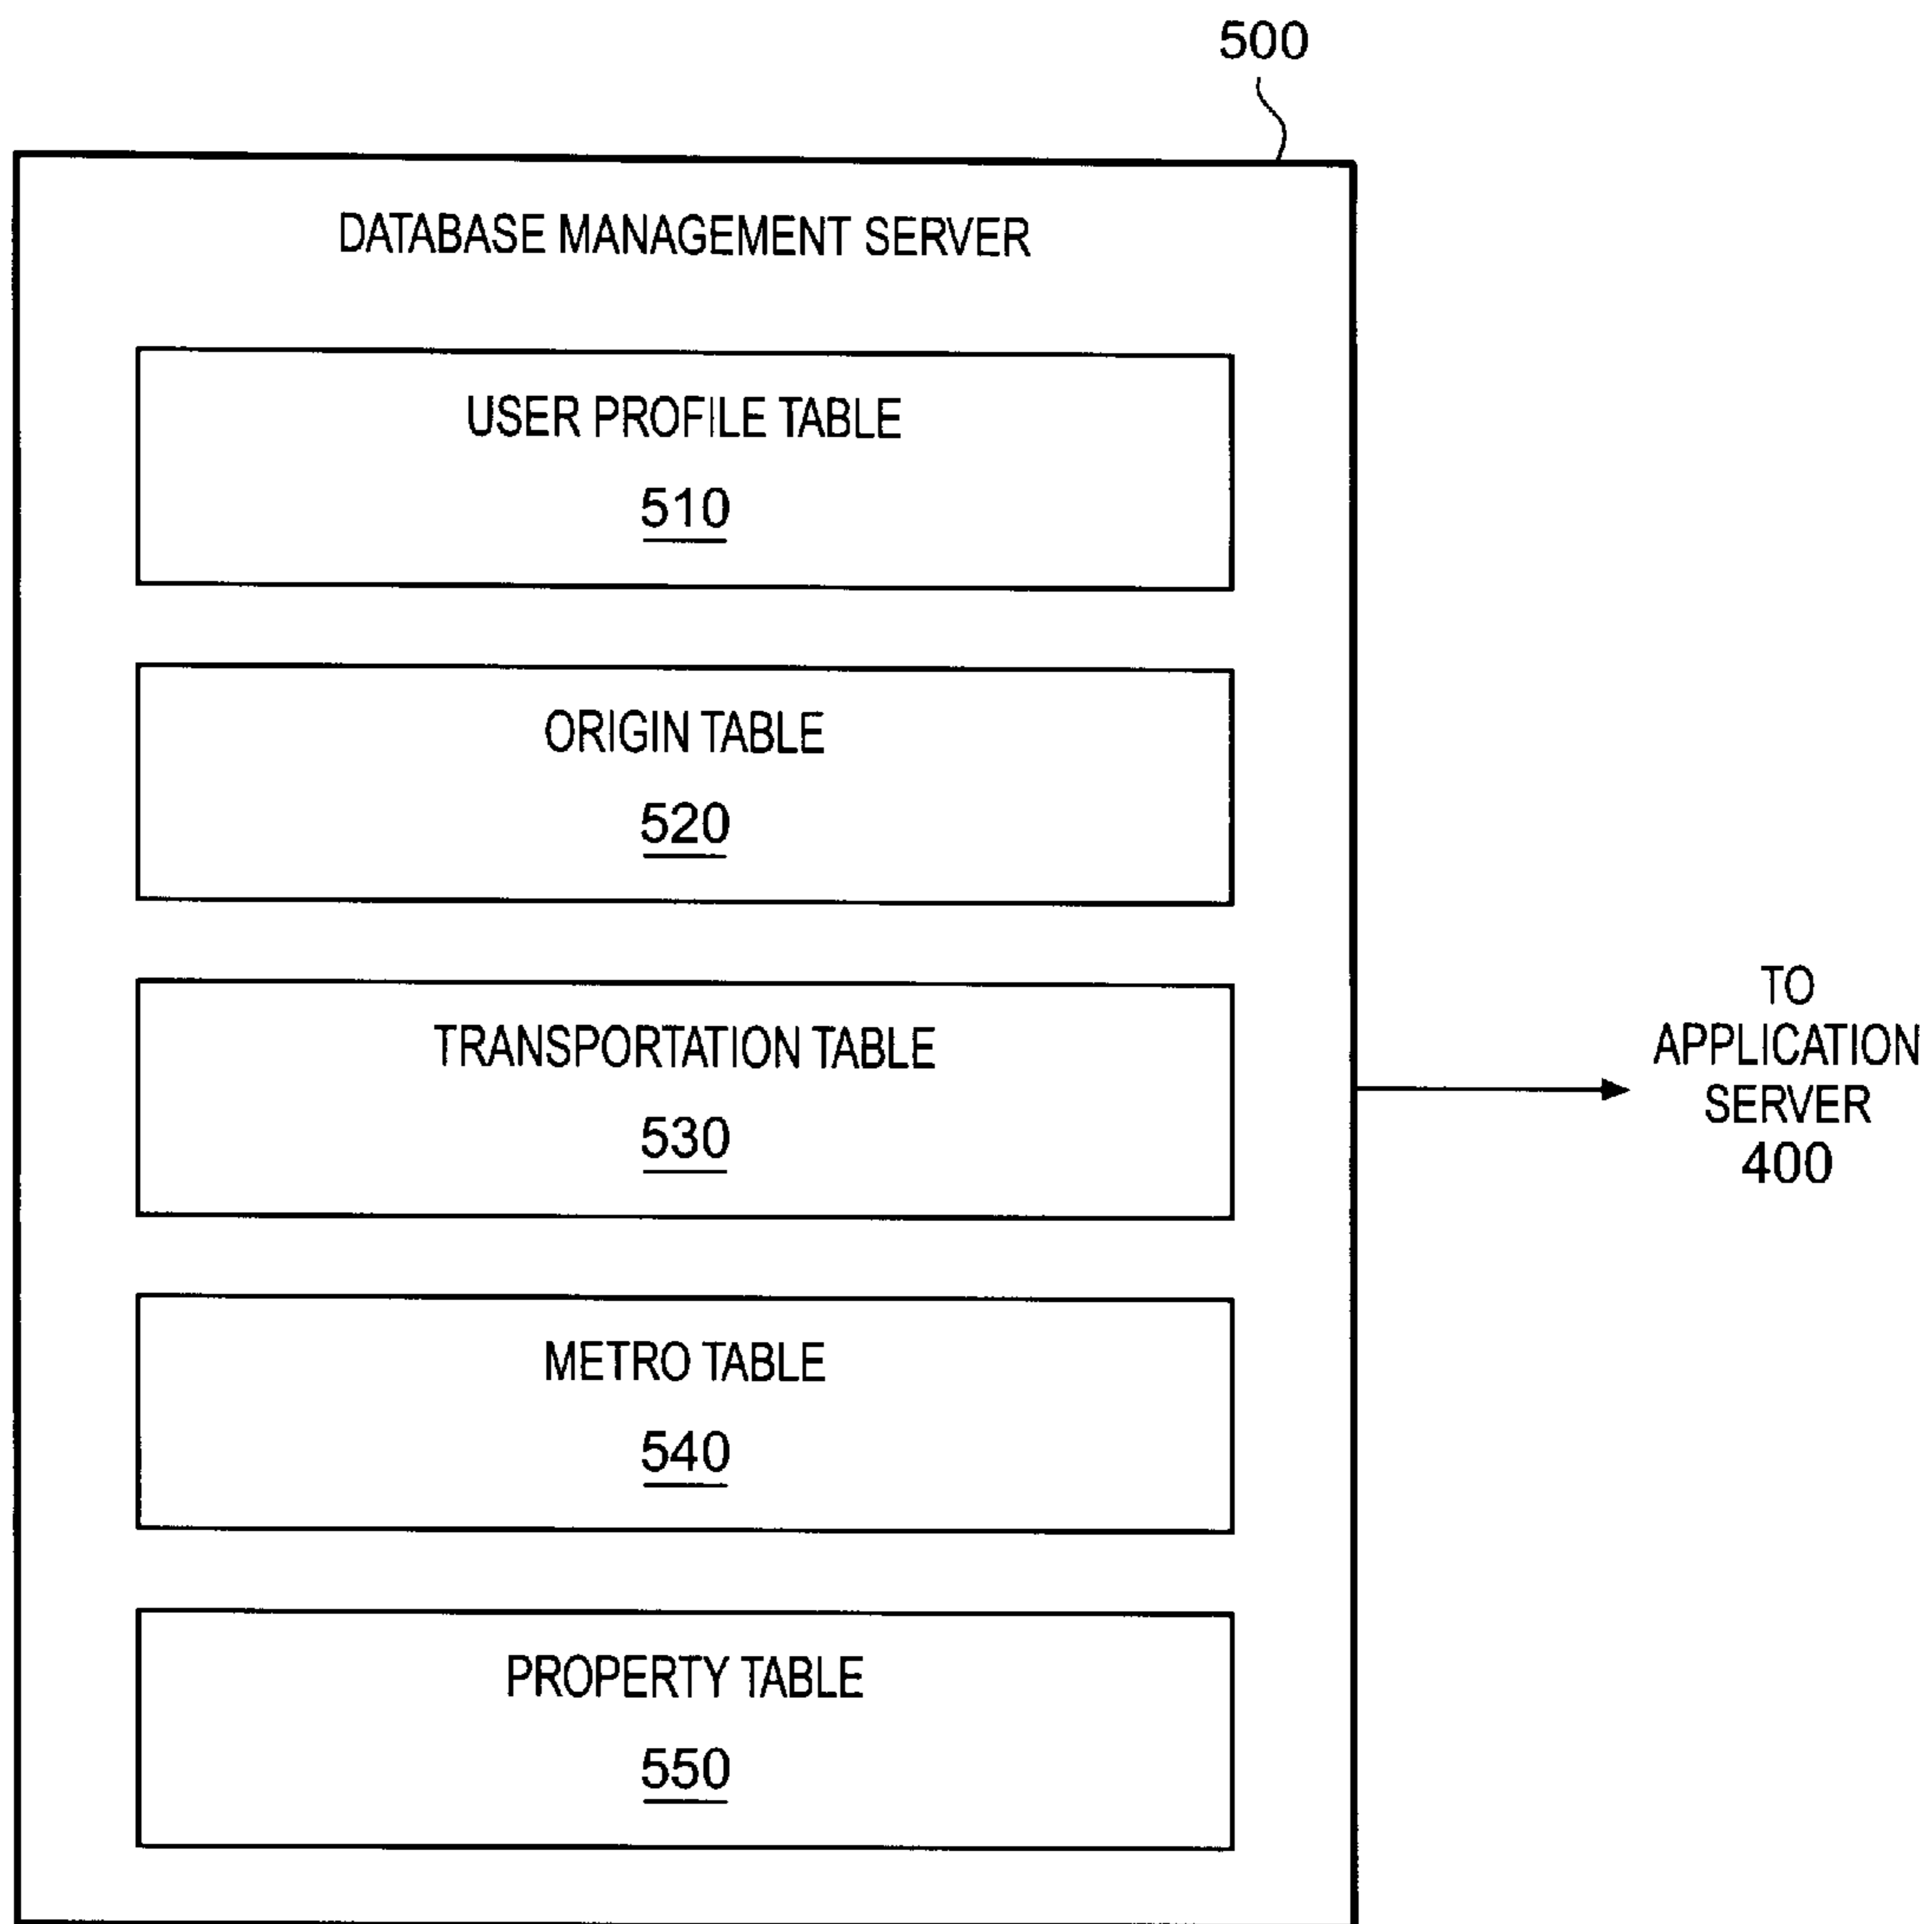 500
DATABASE MANAGEMENT SERVER
USER PROFILE TABLE
510
ORIGIN TABLE
520
TRANSPORTATION TABLE
530
METRO TABLE
540
PROPERTY TABLE
550
TO
APPLICATION
SERVER
400